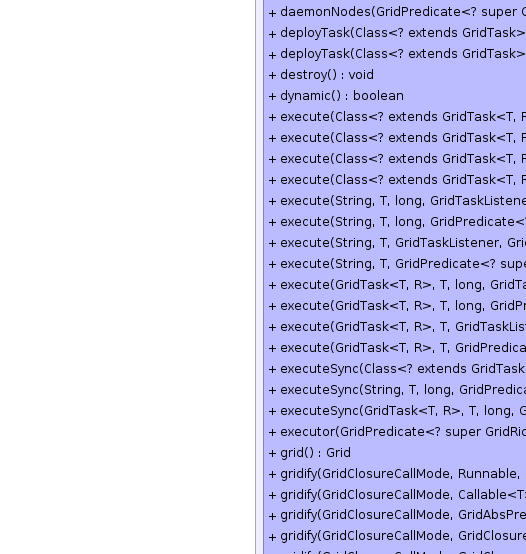 + daemonNodes(GridPredicate<? super
+ deployTask(Class<? extends GridTask>
+ deployTask(Class<? extends GridTask>
+ destroy() : void
+ dynamic() : boolean
+ execute(Class<? extends GridTask<T,
+ execute(Class<? extends GridTask<T,
+ execute(Class<? extends GridTask<T,
+ execute(Class<? extends GridTask<T,
+ execute(String, T, long, GridTaskListene
+ execute(String, T, long, GridPredicate<
+ execute(String, T, GridTaskListener, Gri
+ execute(String, T, GridPredicate<? supe
+ execute(GridTask<T, R>, T, long, GridTa
+ execute(GridTask<T, R>, T, long, GridPr
+ execute(GridTask<T, R>, T, GridTaskLis
+ execute(GridTask<T, R>, T, GridPredica
+ executeSync(Class<? extends GridTask
+ executeSync(String, T, long, GridPredica
+ executeSync(GridTask<T, R>, T, long, G
+ executor(GridPredicate<? super GridRic
+ grid() : Grid
+ gridify(GridClosureCallMode, Runnable,
+ gridify(GridClosureCallMode, Callable<T
+ gridify(GridClosureCallMode, GridAbsPre
+ gridify(GridClosureCallMode, GridClosure